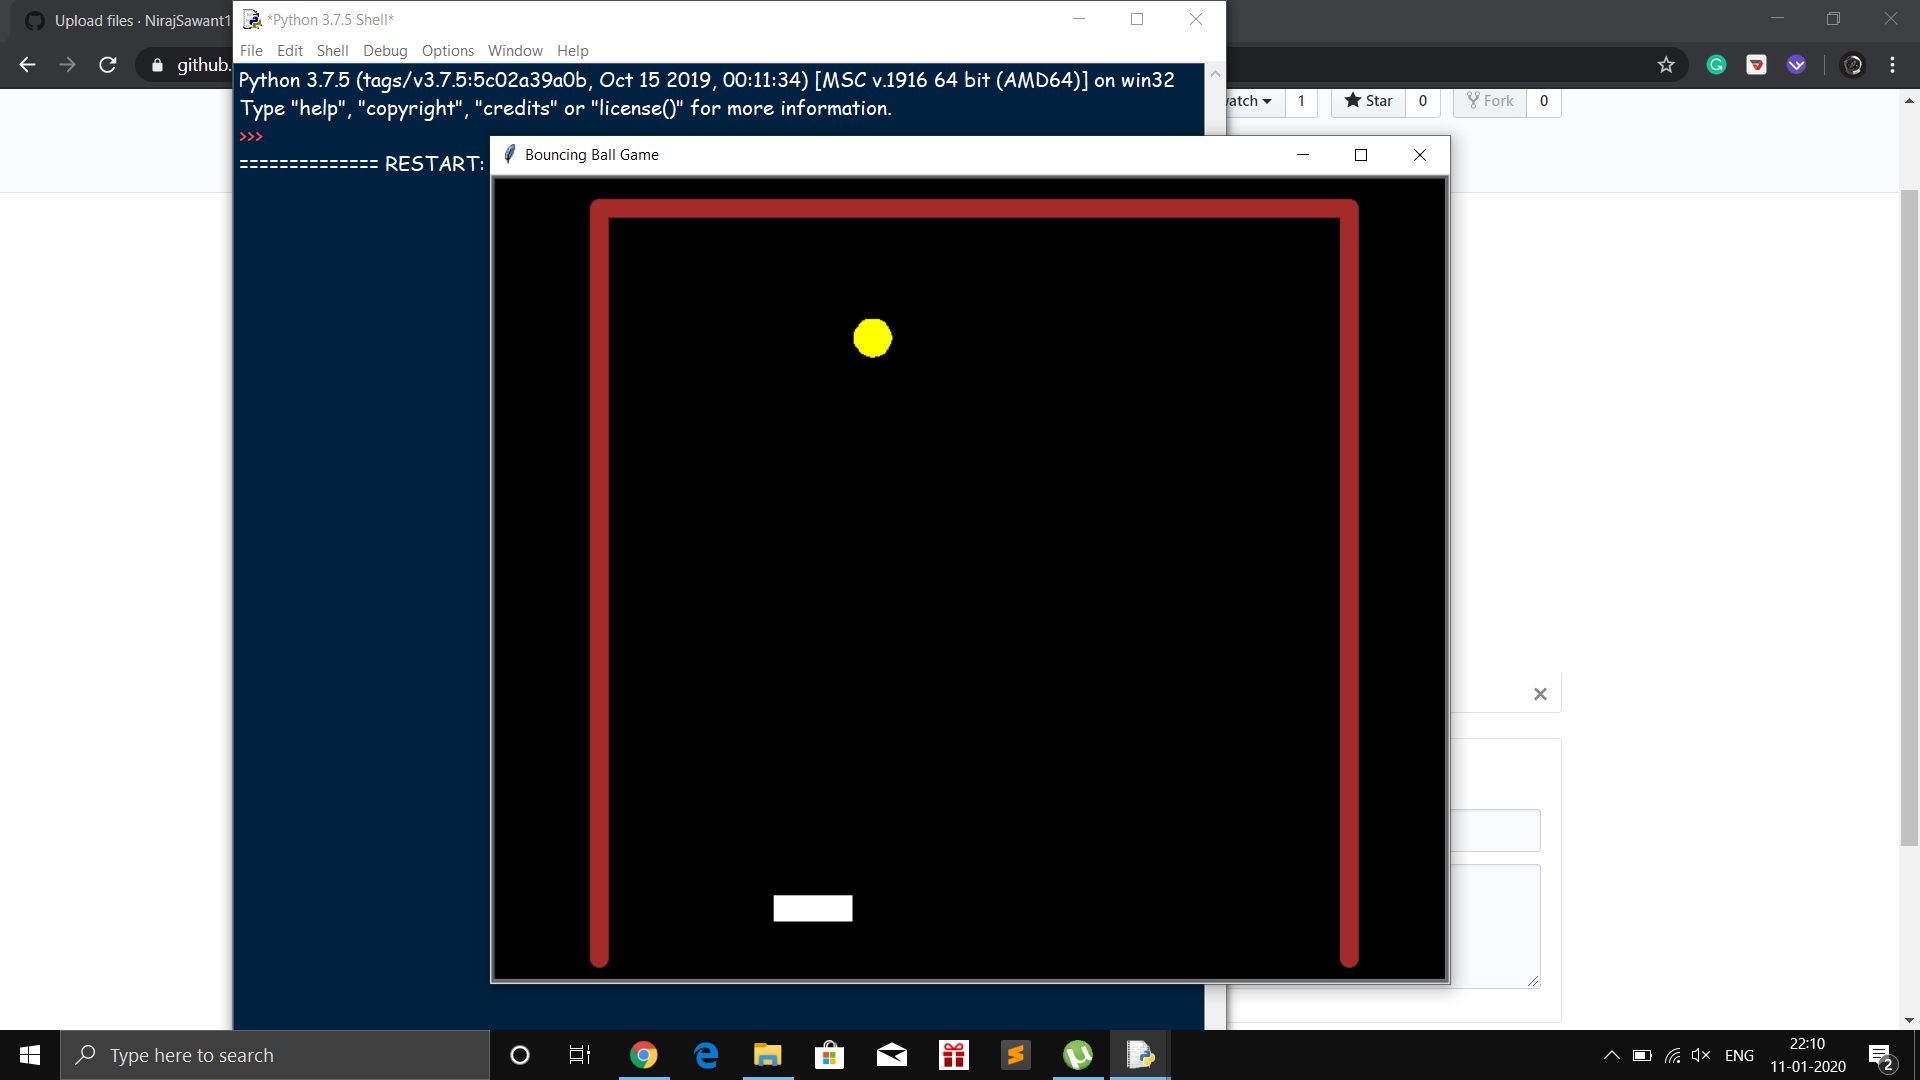 Upload files · NirajSawant1
github.
*Python 3.7.5 Shell*
File Edit Shell Debug Options Window Help
Python 3.7.5 (tags/v3.7.5:5c02a39a0b, Oct 15 2019, 00:11:34) [MSC v.1916 64 bit (AMD64)] on win32
Type "help", "copyright", "credits" or "license()" for more information.
>>>
============== RESTART:
atch 1 Star 0 Fork 0
Bouncing Ball Game
Type here to search
ENG
22:10
11-01-2020
2